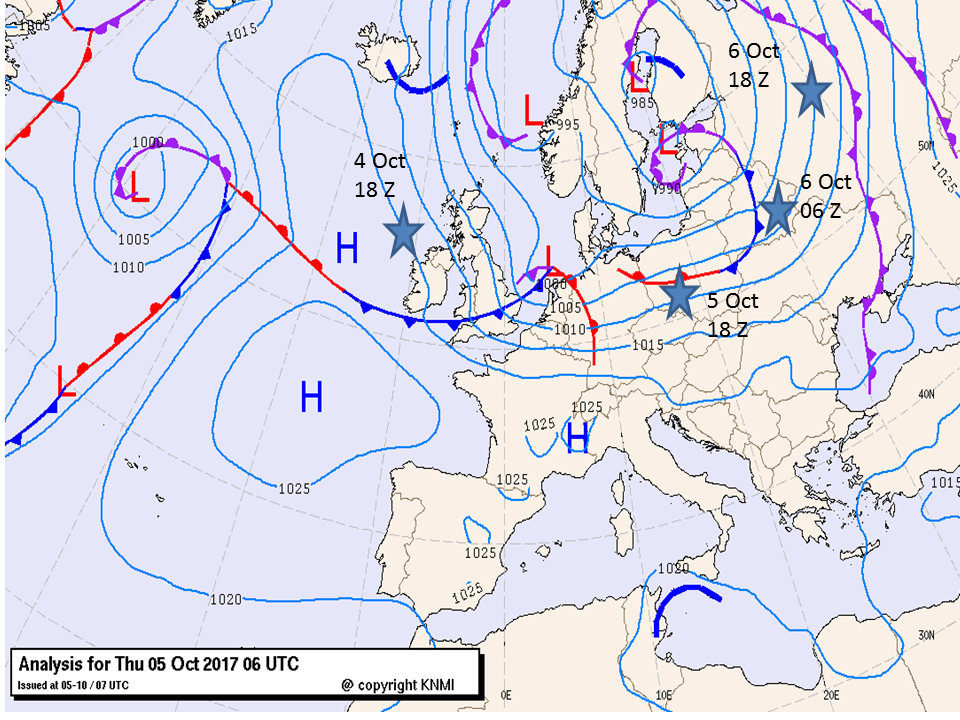 1005
1015
6 Oct
18 Z
L
985
L
995
1000
4 Oct
18 Z
L
50N
1025
L
990
6 Oct
06 Z
1005
H
1010
L
1000
1005
1010
5 Oct
18 Z
1015
L
H
40N
1025
1025
H
1025
1025
1015
1025
1020
1025
1020
30N
Analysis for Thu 05 Oct 2017 06 UTC
Issued at 05-10 / 07 UTC
@ copyright KNMI
0E
10E
20E